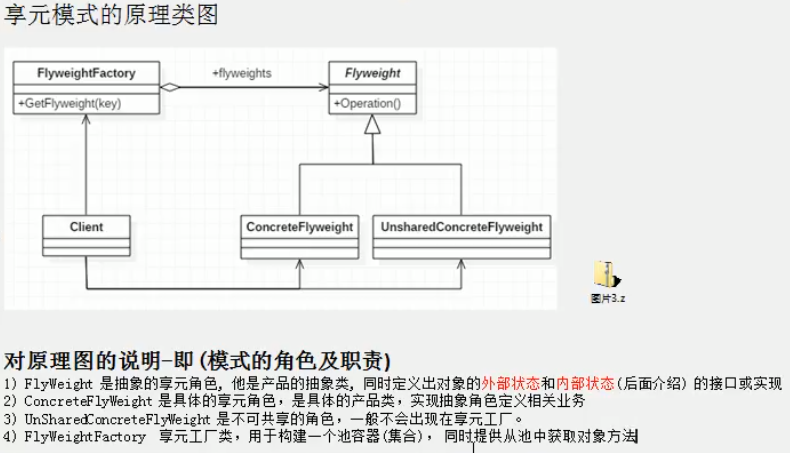 享元模式的原理类图
FlyweightFactory
+flyweights
Flyweight
+GetFlyweight(key)
+Operation()
Client
ConcreteFlyweight
UnsharedConcreteFlyweight
图片3.z
对原理图的说明-即(模式的角色及职责)
1) FlyWeight 是抽象的享元角色, 他是产品的抽象类, 同时定义出对象的外部状态和内部状态(后面介绍) 的接口或实现
2) ConcreteFlyWeight 是具体的享元角色，是具体的产品类，实现抽象角色定义相关业务
3) UnSharedConcreteFlyWeight 是不可共享的角色，一般不会出现在享元工厂。
4) FlyWeightFactory 享元工厂类，用于构建一个池容器(集合)， 同时提供从池中获取对象方法